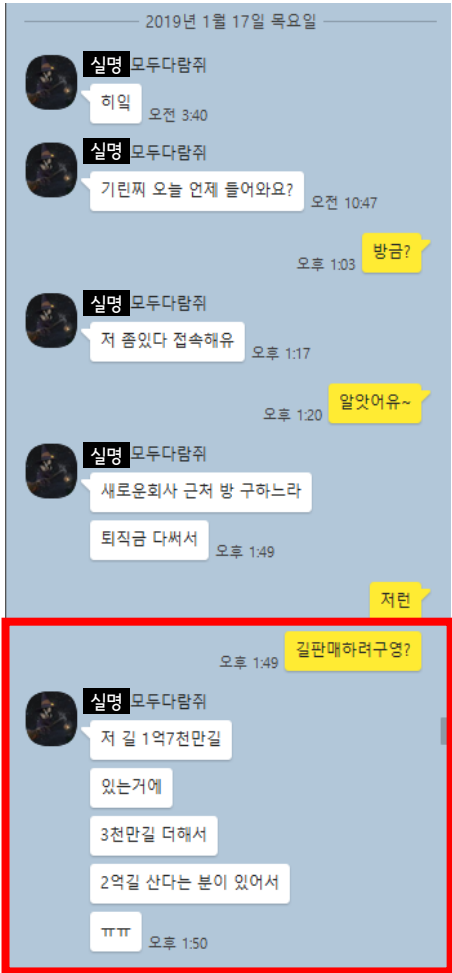 2019년 1월 17일 목요일
실명 모두다람쥐
히잌
오전 3:40
실명 모두다람쥐
기린찌 오늘 언제 들어와요?
오전 10:47
방금?
오후 1:03
실명 모두다람쥐
저 좀있다 접속해유
오후 1:17
알앗어유~
오후 1:20
실명 모두다람쥐
새로운회사 근처 방 구하느라
퇴직금 다써서
오후 1:49
저런
길판매하려구영?
오후 1:49
실명 모두다람쥐
저 길 1억7천만길
있는거에
3천만길 더해서
2억길 산다는 분이 있어서
ㅠㅠ
오후 1:50